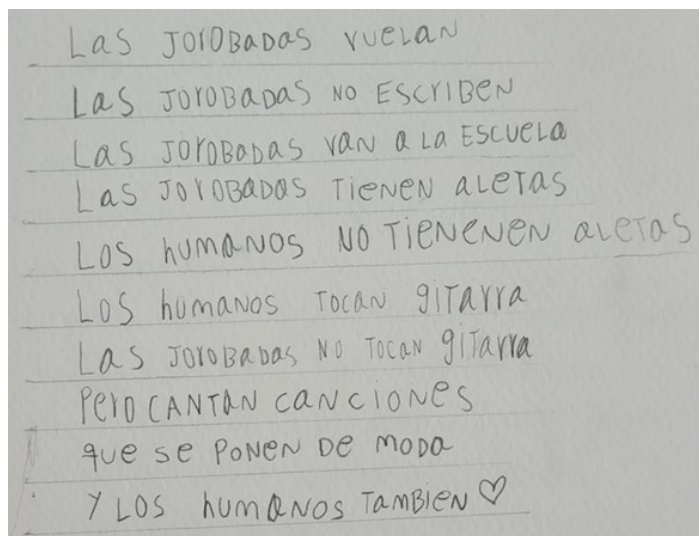 Las JoroBadas vueLan
Las JoroBadas NO EscriBeN
Las JoroBaDas vaN a La EscueLa
Las JoroBadas TieNeN aLeTas
Los humaNos NO TieNeNeN aLeTas
Los humaNos TocaN giTarra
Las JoroBadas NO TocaN giTarra
Pero CANTaN caNcioNes
que se PoNeN De moDa
Y Los humaNos TamBieN ♡